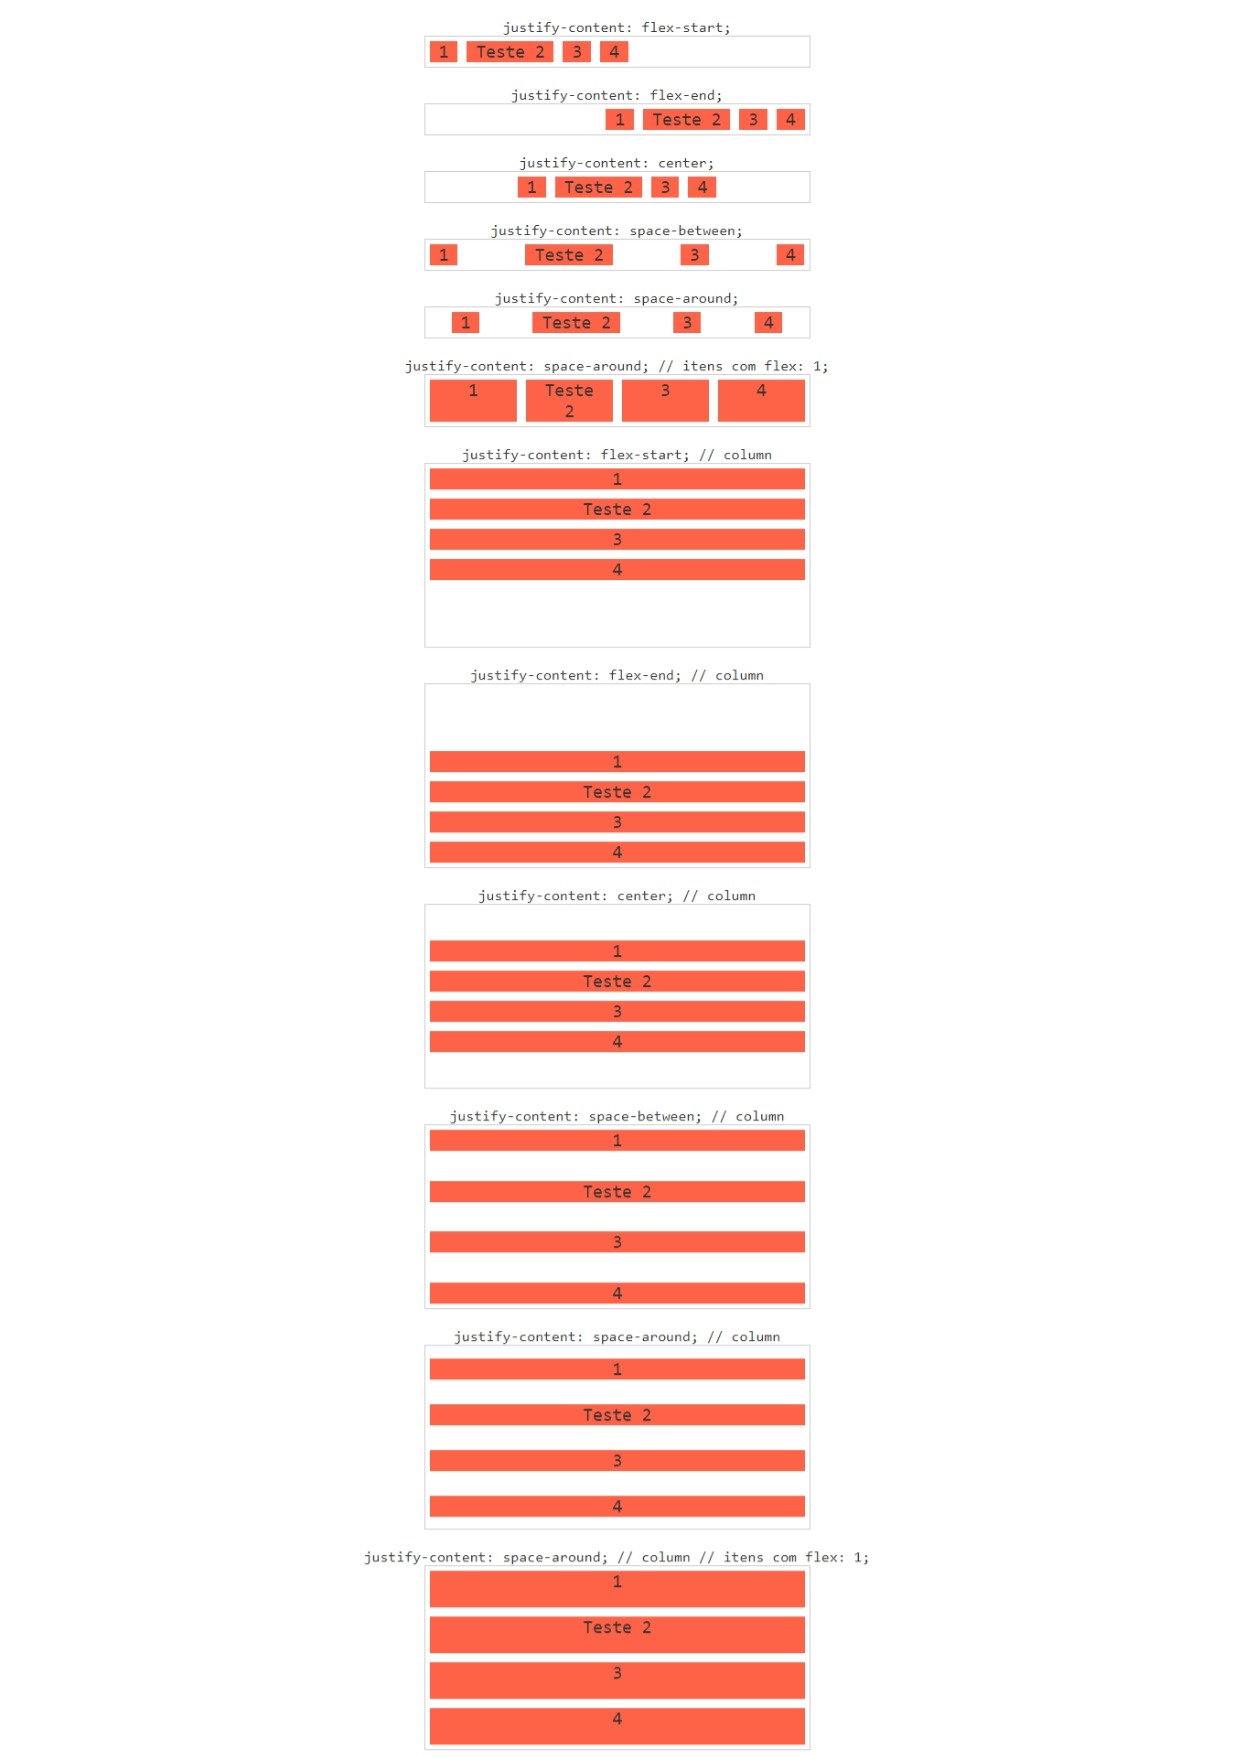 justify-content: flex-start;
1 Teste 2 3 4
justify-content: flex-end;
1 Teste 2 3 4
justify-content: center;
1 Teste 2 3 4
justify-content: space-between;
1 Teste 2 3 4
justify-content: space-around;
1 Teste 2 3 4
justify-content: space-around; // itens com flex: 1;
1 Teste 3 4
2
justify-content: flex-start; // column
1
Teste 2
3
4
justify-content: flex-end; // column
1
Teste 2
3
4
justify-content: center; // column
1
Teste 2
3
4
justify-content: space-between; // column
1
Teste 2
3
4
justify-content: space-around; // column
1
Teste 2
3
4
justify-content: space-around; // column // itens com flex: 1;
1
Teste 2
3
4